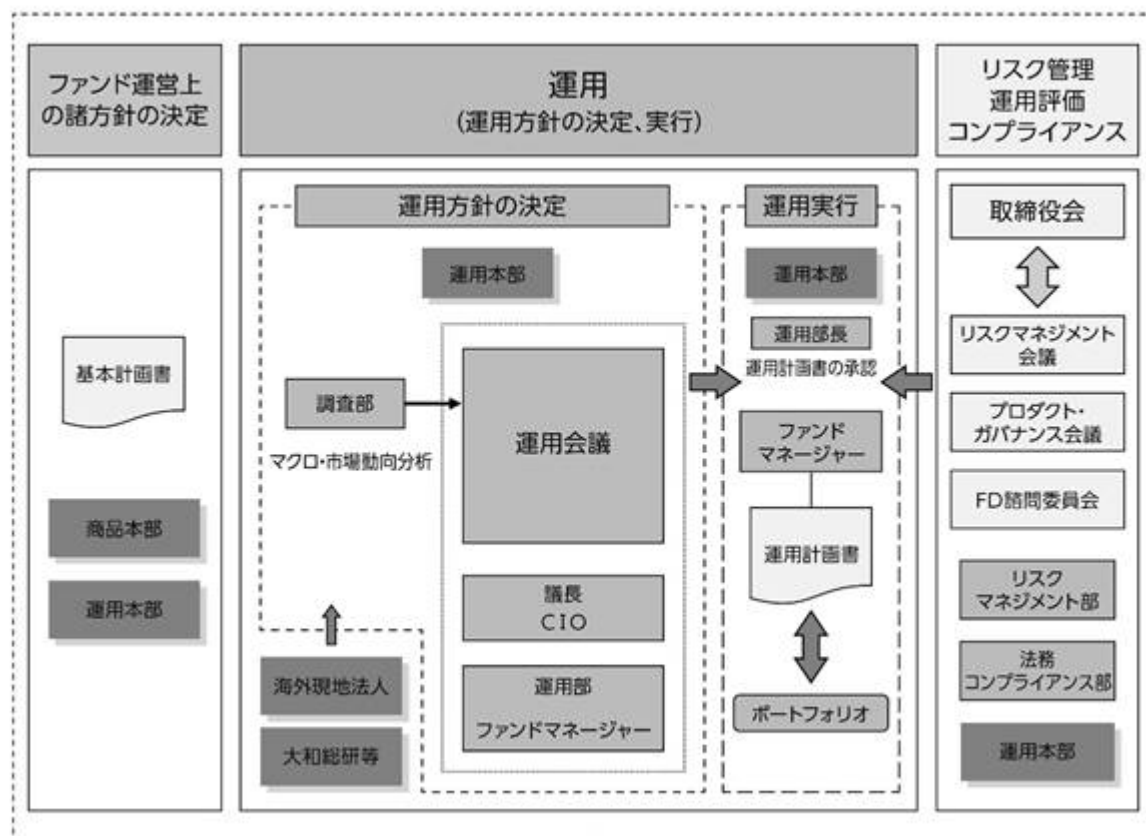 ファンド運営上
の諸方針の決定
運用
(運用方針の決定、実行)
リスク管理
運用評価
コンプライアンス
基本計画書
商品本部
運用本部
運用方針の決定
運用本部
調査部
マクロ・市場動向分析
運用会議
議長
CIO
運用部
ファンドマネージャー
海外現地法人
大和総研等
運用実行
運用本部
運用部長
運用計画書の承認
ファンド
マネージャー
運用計画書
ポートフォリオ
取締役会
リスクマネジメント
会議
プロダクト・
ガバナンス会議
FD諮問委員会
リスク
マネジメント部
法務
コンプライアンス部
運用本部